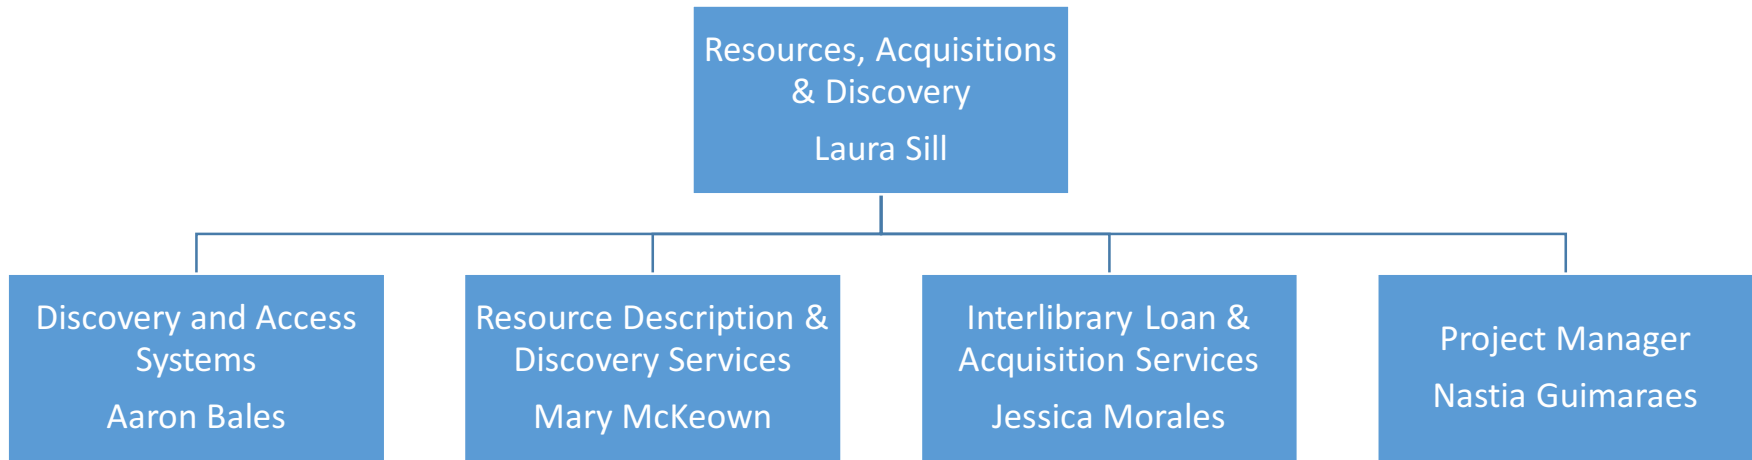 Resources, Acquisitions
& Discovery
Laura Sill
Discovery and Access
Systems
Aaron Bales
Resource Description &
Discovery Services
Mary McKeown
Interlibrary Loan &
Acquisition Services
Jessica Morales
Project Manager
Nastia Guimaraes